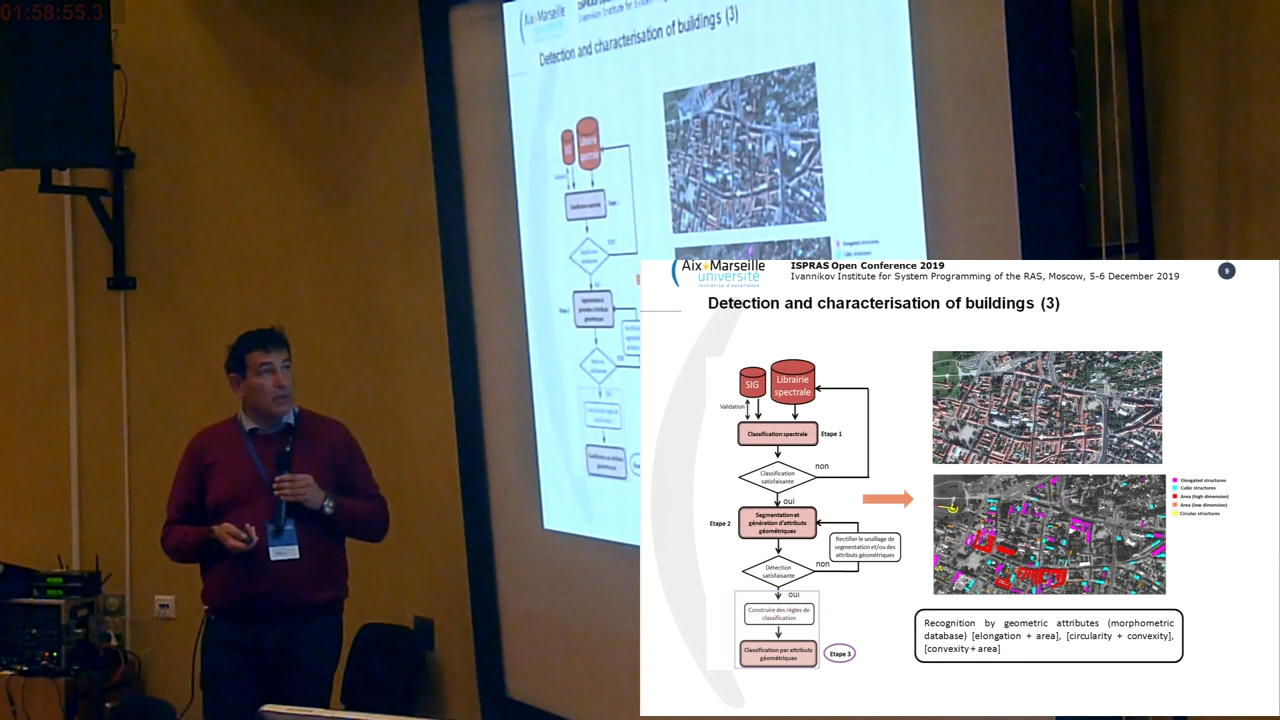 01:58:55.3
Aix Marseille
Detection and characterisation of buildings (3)
SIG
Librairie
spectrale
Aix✶Marseille
université
Initiative d'excellence
ISPRAS Open Conference 2019
Ivannikov Institute for System Programming of the RAS, Moscow, 5-6 December 2019
9
Detection and characterisation of buildings (3)
SIG
Librairie
spectrale
Validation
Classification spectrale
Etape 1
Classification
satisfaisante
non
oui
Etape 2
Segmentation et
génération d'attributs
géométriques
Rectifier le seuillage de
segmentation et/ou des
attributs géométriques
Détection
satisfaisante
non
oui
Construire des règles de
classification
Classification par attributs
géométriques
Etape 3
Elongated structures
Cubic structures
Area (high dimension)
Area (low dimension)
Circular structures
Recognition by geometric attributes (morphometric
database) [elongation + area], [circularity + convexity],
[convexity + area]